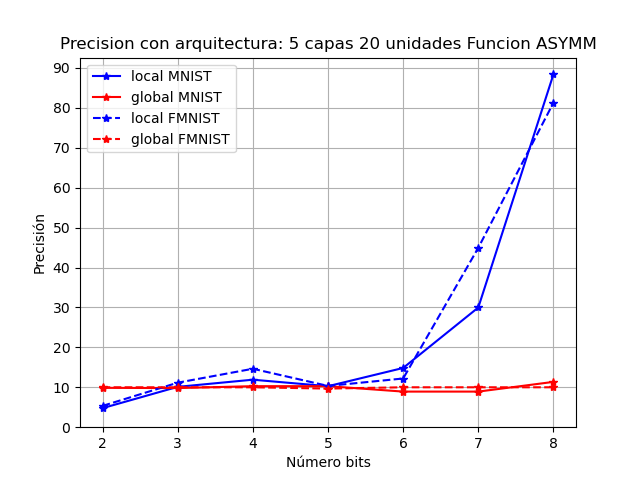 Precision con arquitectura: 5 capas 20 unidades Funcion ASYMM
local MNIST
global MNIST
local FMNIST
global FMNIST
Precisión
90
80
70
60
50
40
30
20
10
0
2 3 4 5 6 7 8
Número bits